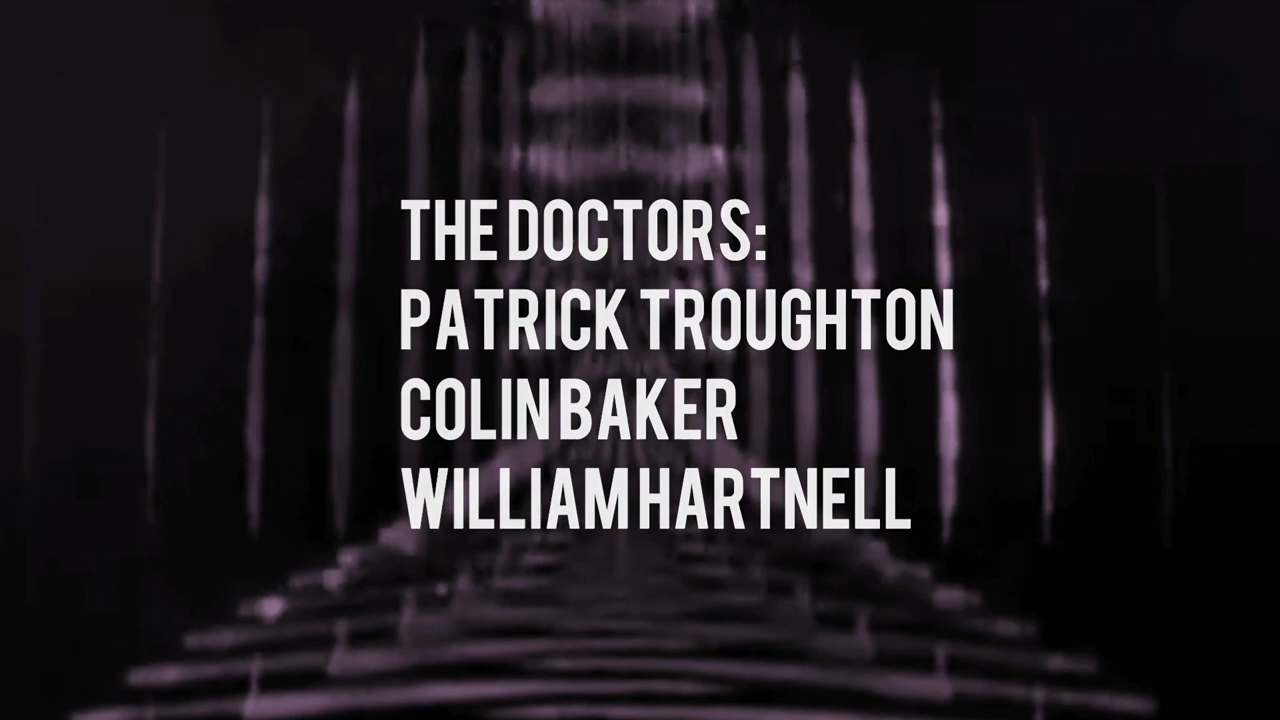 THE DOCTORS:
PATRICK TROUGHTON
COLIN BAKER
WILLIAM HARTNELL